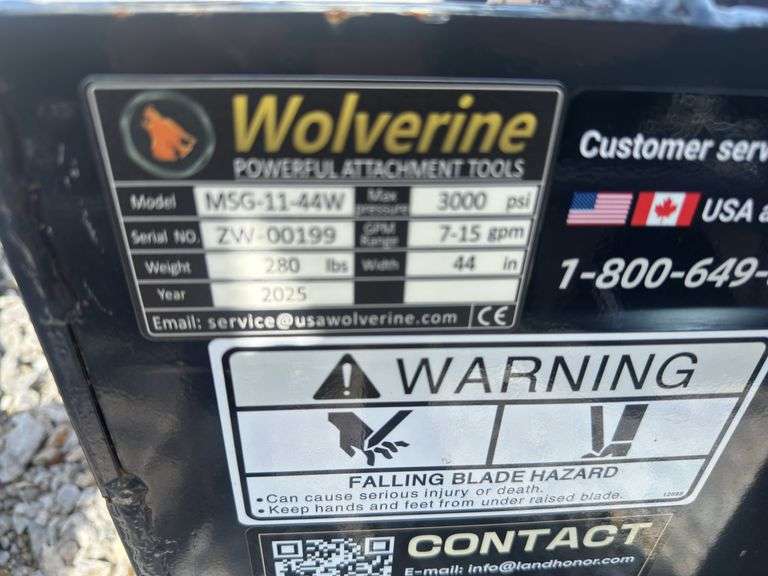 Wolverine
POWERFUL ATTACHMENT TOOLS
Model MSG-11-44W Max pressure 3000 psi
Serial NO. ZW-00199 GPM Range 7-15 gpm
Weight 280 lbs Width 44 in
Year 2025
Email: service@usawolverine.com CE
Customer serv
USA a
1-800-649-
WARNING
FALLING BLADE HAZARD
•Can cause serious injury or death.
•Keep hands and feet from under raised blade.
CONTACT
E-mail: info@landhonor.com